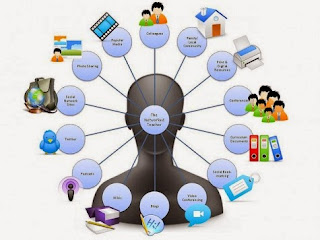 Colleagues
Popular
Media
Family/
Local
Community
Photo Sharing
Print &
Digital
Resources
Social
Network
Sites
Conferences
The
Networked
Teacher
Twitter
Curriculum
Documents
Podcasts
Social Book-
marking
Wikis
Blogs
Video
Conferencing